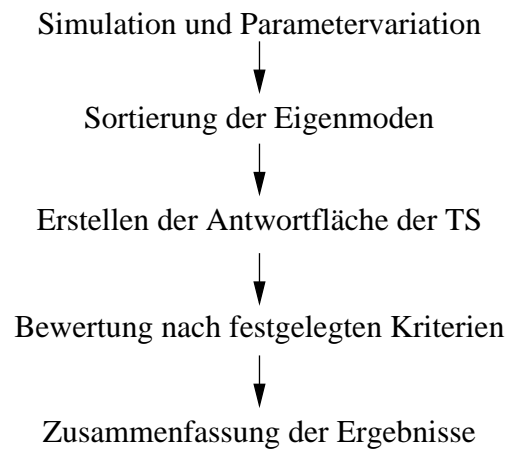 Simulation und Parametervariation
Sortierung der Eigenmoden
Erstellen der Antwortfläche der TS
Bewertung nach festgelegten Kriterien
Zusammenfassung der Ergebnisse